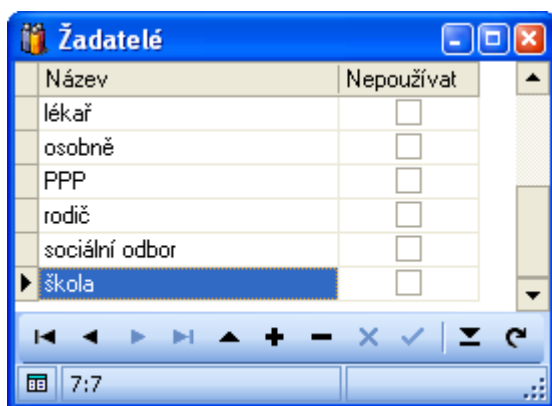 Žadatelé
Název Nepoužívat
lékař
osobně
PPP
rodič
sociální odbor
škola
7:7